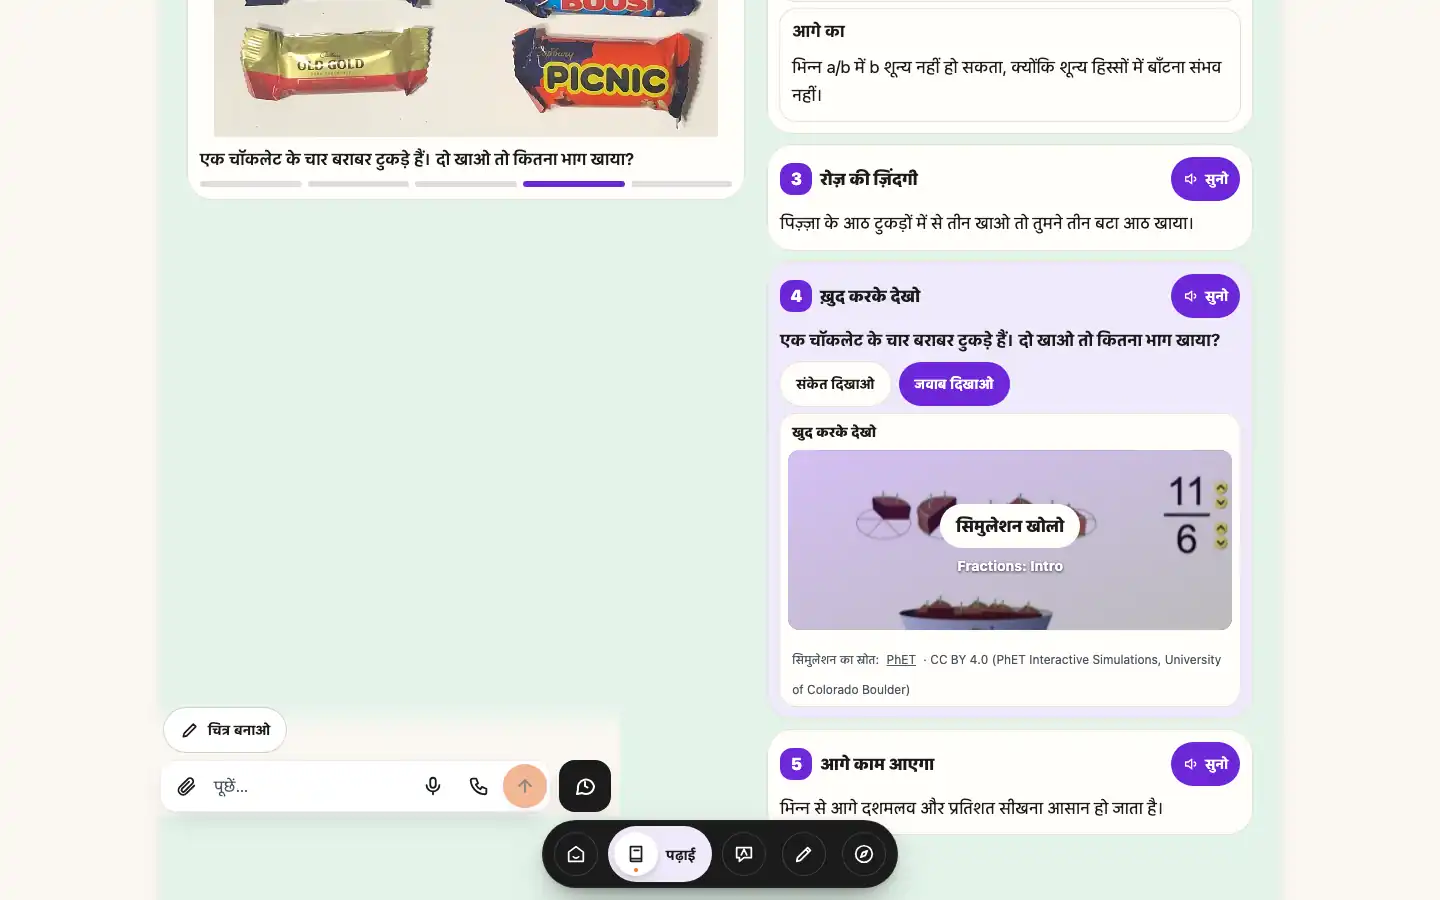 BOOST
OLD GOLD
Cadbury
PICNIC
एक चॉकलेट के चार बराबर टुकड़े हैं। दो खाओ तो कितना भाग खाया?
चित्र बनाओ
पूछें...
आगे का
भिन्न a/b में b शून्य नहीं हो सकता, क्योंकि शून्य हिस्सों में बाँटना संभव
नहीं।
3 रोज़ की ज़िंदगी सुनो
पिज़्ज़ा के आठ टुकड़ों में से तीन खाओ तो तुमने तीन बटा आठ खाया।
4 ख़ुद करके देखो सुनो
एक चॉकलेट के चार बराबर टुकड़े हैं। दो खाओ तो कितना भाग खाया?
संकेत दिखाओ जवाब दिखाओ
खुद करके देखो
11
6
सिमुलेशन खोलो
Fractions: Intro
सिमुलेशन का स्रोत: PhET · CC BY 4.0 (PhET Interactive Simulations, University
of Colorado Boulder)
5 आगे काम आएगा सुनो
भिन्न से आगे दशमलव और प्रतिशत सीखना आसान हो जाता है।
पढ़ाई